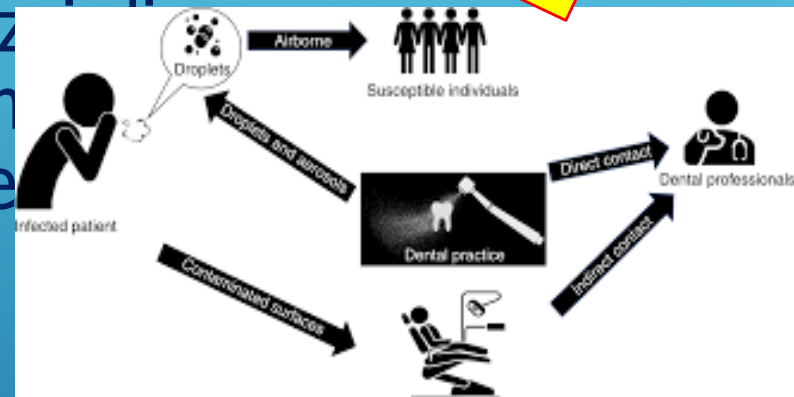 Droplets
Airborne
Susceptible individuals
Droplets and aerosols
Direct contact
Dental professionals
Infected patient
Dental practice
Contaminated surfaces
Indirect contact